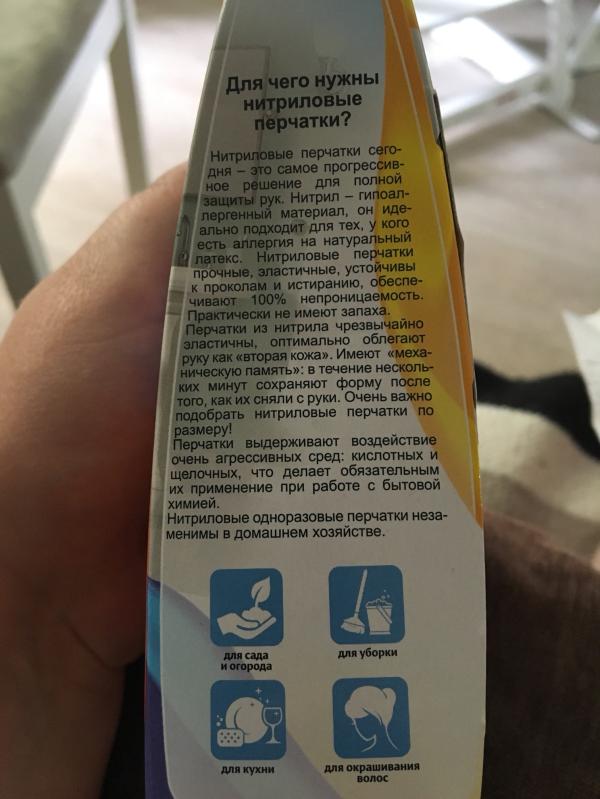 Для чего нужны
нитриловые
перчатки?
Нитриловые перчатки сего-
дня – это самое прогрессив-
ное решение для полной
защиты рук. Нитрил – гипоал-
лергенный материал, он иде-
ально подходит для тех, у кого
есть аллергия на натуральный
латекс. Нитриловые перчатки
прочные, эластичные, устойчивы
к проколам и истиранию, обеспе-
чивают 100% непроницаемость.
Практически не имеют запаха.
Перчатки из нитрила чрезвычайно
эластичны, оптимально облегают
руку как «вторая кожа». Имеют «меха-
ническую память»: в течение несколь-
ких минут сохраняют форму после
того, как их сняли с руки. Очень важно
подобрать нитриловые перчатки по
размеру!
Перчатки выдерживают воздействие
очень агрессивных сред: кислотных и
щелочных, что делает обязательным
их применение при работе с бытовой
химией.
Нитриловые одноразовые перчатки неза-
менимы в домашнем хозяйстве.
для сада
и огорода
для уборки
для кухни
для окрашивания
волос